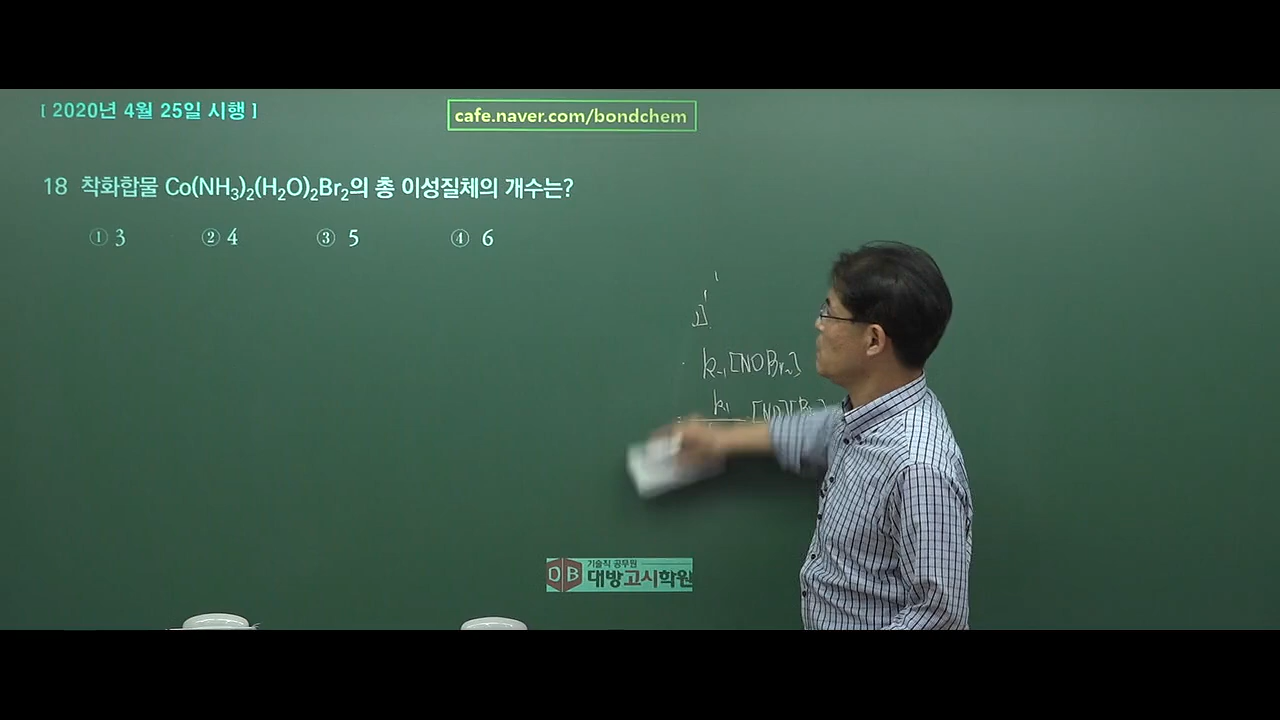 [ 2020년 4월 25일 시행 ]
cafe.naver.com/bondchem
18 착화합물 Co(NH₃)₂(H₂O)₂Br₂의 총 이성질체의 개수는?
① 3 ② 4 ③ 5 ④ 6
k₋₁[NOBr₂]
DB 기술직 공무원
대방고시학원